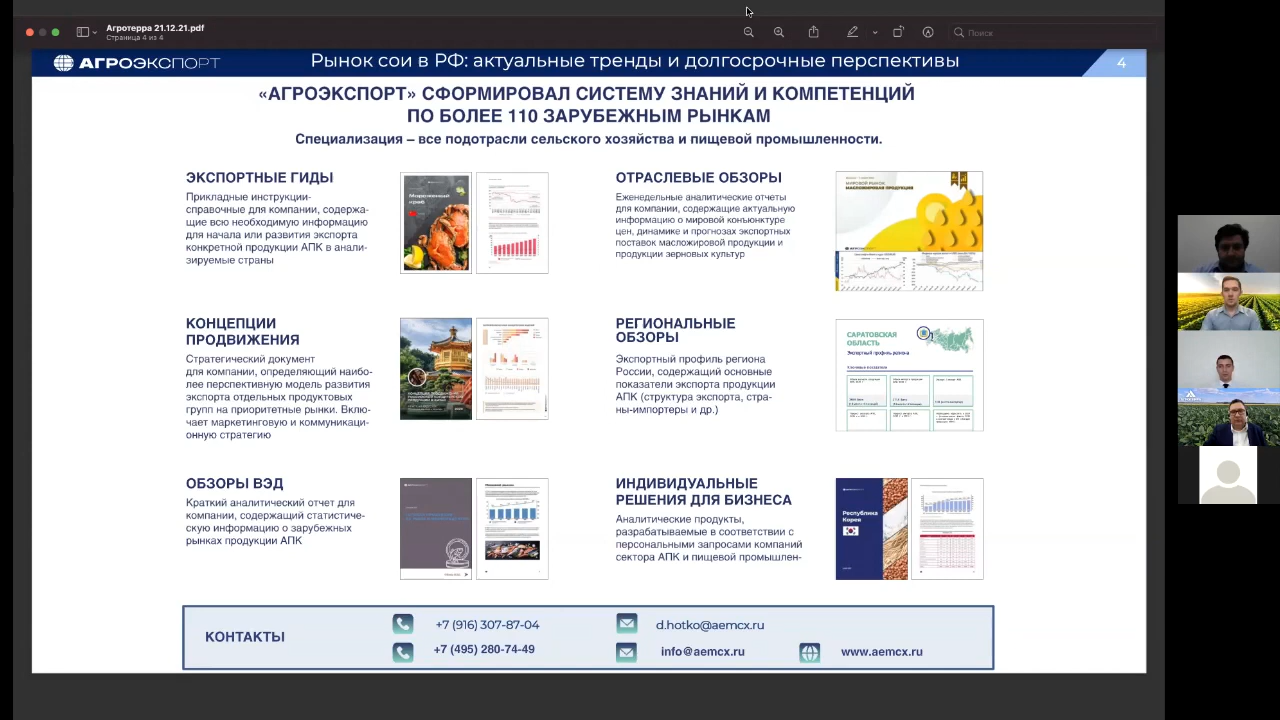 Агротерра 21.12.21.pdf
Страница 4 из 4
Поиск
АГРОЭКСПОРТ
Рынок сои в РФ: актуальные тренды и долгосрочные перспективы
4
«АГРОЭКСПОРТ» СФОРМИРОВАЛ СИСТЕМУ ЗНАНИЙ И КОМПЕТЕНЦИЙ
ПО БОЛЕЕ 110 ЗАРУБЕЖНЫМ РЫНКАМ
Специализация – все подотрасли сельского хозяйства и пищевой промышленности.
ЭКСПОРТНЫЕ ГИДЫ
Прикладные инструкции-
справочные для компании, содержа-
щие всю необходимую информацию
для начала или развития экспорта
конкретной продукции АПК в анали-
зируемые страны
Мороженый
краб
ОТРАСЛЕВЫЕ ОБЗОРЫ
Еженедельные аналитические отчеты
для компании, содержащие актуальную
информацию о мировой конъюнктуре
цен, динамике и прогнозах экспортных
поставок масложировой продукции и
продукции зерновых культур
МИРОВОЙ РЫНОК
МАСЛОЖИРОВАЯ ПРОДУКЦИЯ
КОНЦЕПЦИИ
ПРОДВИЖЕНИЯ
Стратегический документ
для компании, определяющий наибо-
лее перспективную модель развития
экспорта отдельных продуктовых
групп на приоритетные рынки. Вклю-
чает маркетинговую и коммуникаци-
онную стратегию
РЕГИОНАЛЬНЫЕ
ОБЗОРЫ
Экспортный профиль региона
России, содержащий основные
показатели экспорта продукции
АПК (структура экспорта, стра-
ны-импортеры и др.)
САРАТОВСКАЯ
ОБЛАСТЬ
Экспортный профиль региона
ОБЗОРЫ ВЭД
Краткий аналитический отчет для
компании, содержащий статистиче-
скую информацию о зарубежных
рынках продукции АПК
ИНДИВИДУАЛЬНЫЕ
РЕШЕНИЯ ДЛЯ БИЗНЕСА
Аналитические продукты,
разрабатываемые в соответствии с
персональными запросами компаний
сектора АПК и пищевой промышлен-
Республика
Корея
КОНТАКТЫ
+7 (916) 307-87-04
d.hotko@aemcx.ru
+7 (495) 280-74-49
info@aemcx.ru
www.aemcx.ru